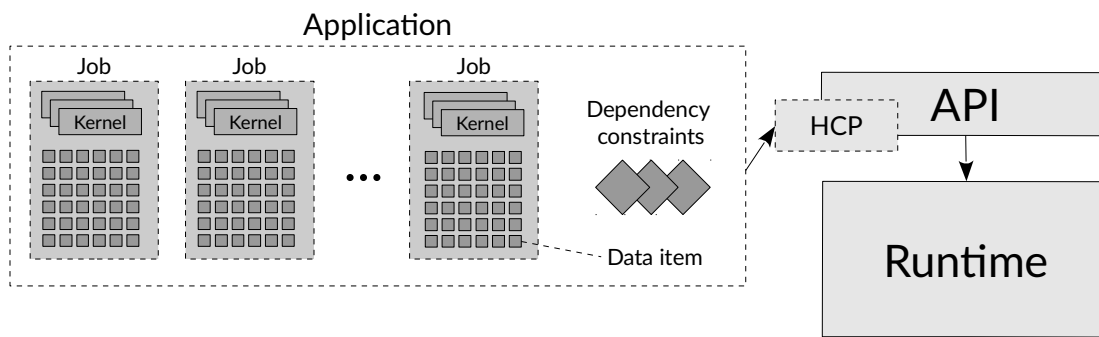 Application
Job
Job
Job
Kernel
Kernel
Kernel
Dependency
constraints
Data item
HCP
API
Runtime